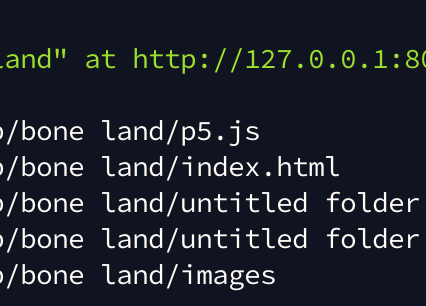 land" at http://127.0.0.1:80
/bone land/p5.js
/bone land/index.html
/bone land/untitled folder
/bone land/untitled folder
/bone land/images